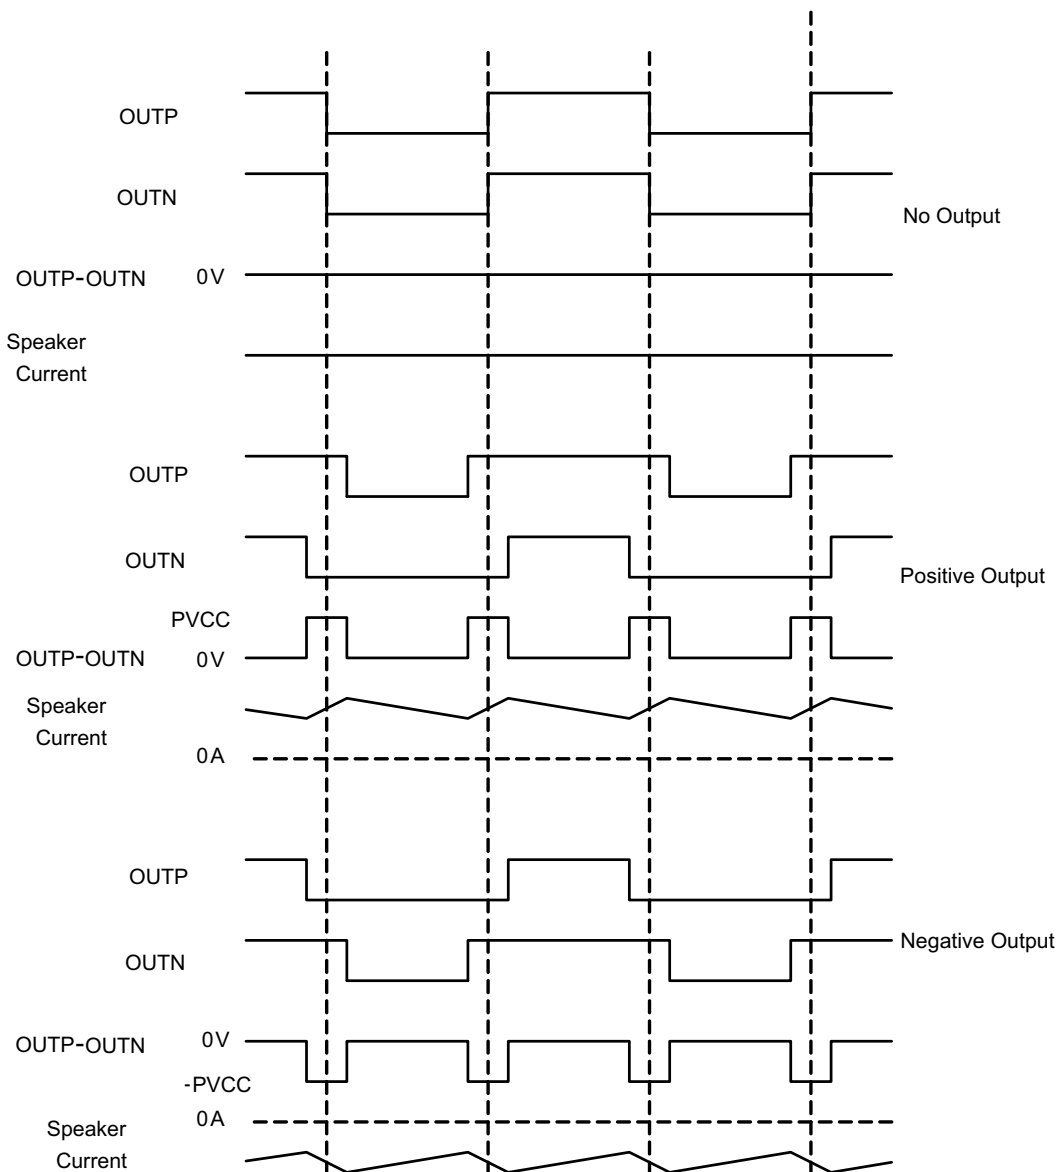 OUTP
OUTN
No Output
OUTP-OUTN 0V
Speaker
Current
OUTP
OUTN
Positive Output
PVCC
OUTP-OUTN 0V
Speaker
Current
0A
OUTP
Negative Output
OUTN
OUTP-OUTN 0V
-PVCC
0A
Speaker
Current